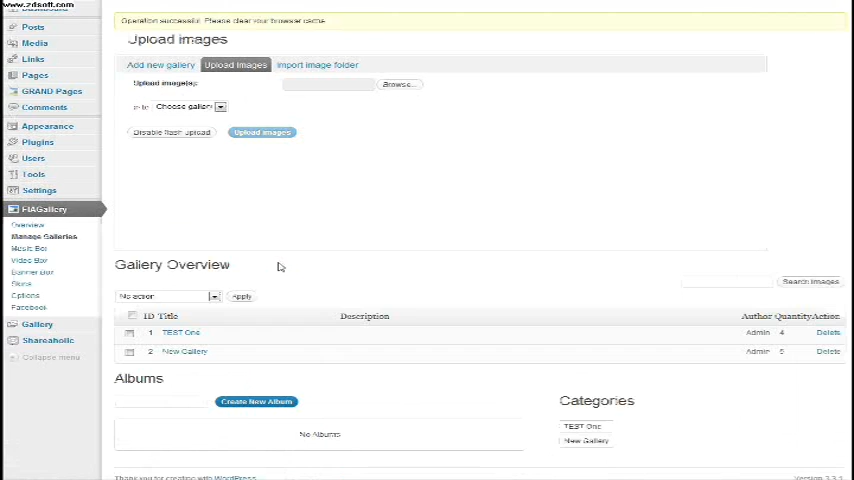 www.zdsoft.com
Operation successful. Please clear your browser cache.
Posts
Media
Links
Pages
GRAND Pages
Comments
Appearance
Plugins
Users
Tools
Settings
FlAGallery
Overview
Manage Galleries
Music Box
Video Box
Banner Box
Skins
Options
Facebook
Gallery
Shareaholic
Collapse menu
Upload images
Add new gallery Upload Images Import image folder
Upload image(s):
Browse...
in to Choose gallery
Disable flash upload Upload images
Gallery Overview
Search Images
No action Apply
ID Title Description Author Quantity Action
1 TEST One Admin 4 Delete
2 New Gallery Admin Delete
Albums
Create New Album
No Albums
Categories
TEST One
New Gallery
Thank you for creating with WordPress
Version 3.3.1